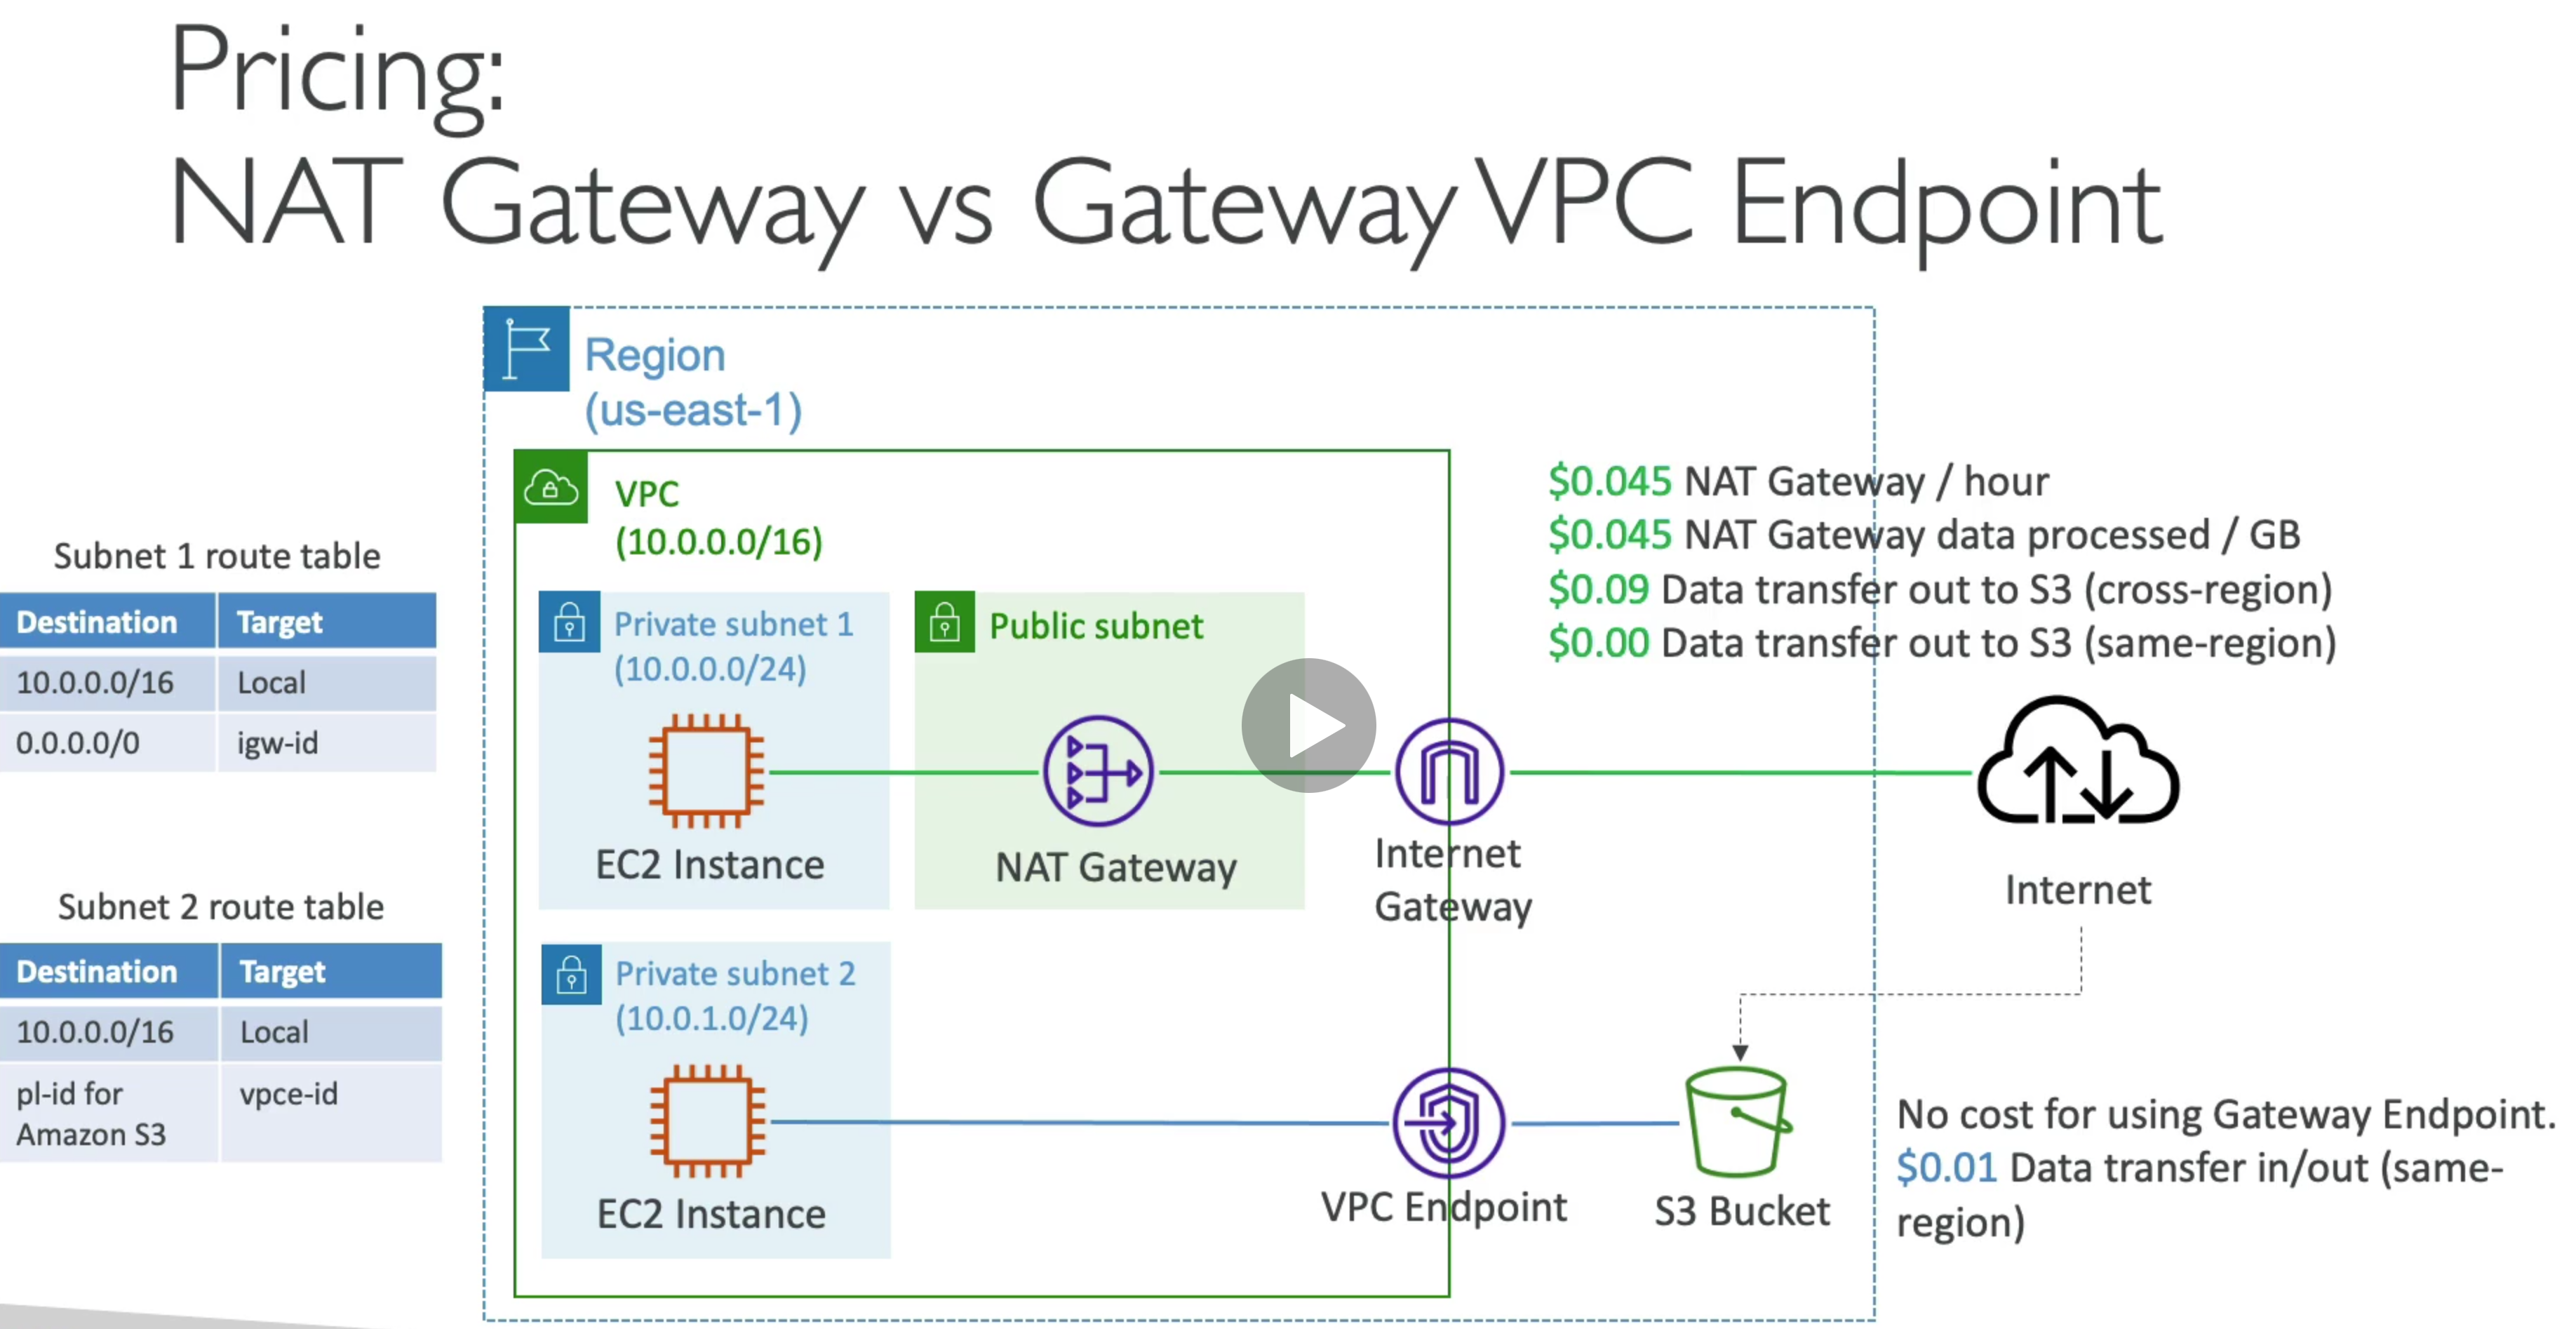 Pricing:
NAT Gateway vs Gateway VPC Endpoint
Region
(us-east-1)
VPC
(10.0.0.0/16)
$0.045 NAT Gateway / hour
$0.045 NAT Gateway data processed / GB
$0.09 Data transfer out to S3 (cross-region)
$0.00 Data transfer out to S3 (same-region)
Subnet 1 route table
Destination Target
10.0.0.0/16 Local
0.0.0.0/0 igw-id
Private subnet 1
(10.0.0.0/24)
EC2 Instance
Public subnet
NAT Gateway
Internet
Gateway
Internet
Subnet 2 route table
Destination Target
10.0.0.0/16 Local
pl-id for vpce-id
Amazon S3
Private subnet 2
(10.0.1.0/24)
EC2 Instance
VPC Endpoint
S3 Bucket
No cost for using Gateway Endpoint.
$0.01 Data transfer in/out (same-
region)